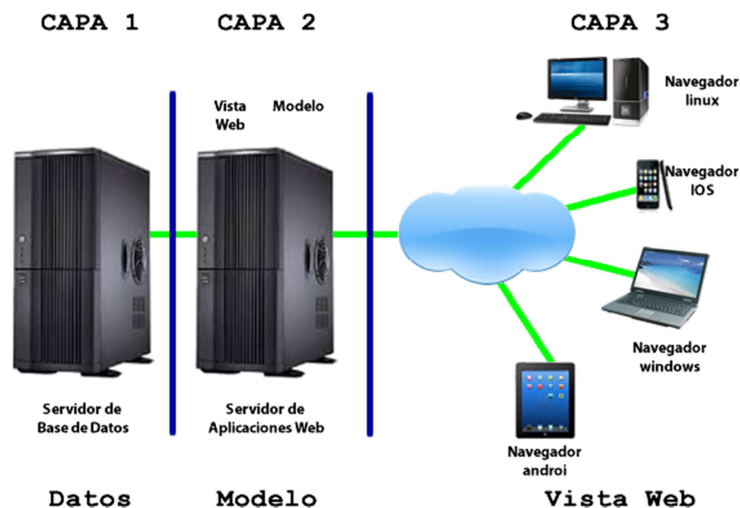 CAPA 1
CAPA 2
CAPA 3
Vista Modelo
Web
Navegador
linux
Navegador
IOS
Navegador
windows
Navegador
androi
Servidor de
Base de Datos
Servidor de
Aplicaciones Web
Datos
Modelo
Vista Web